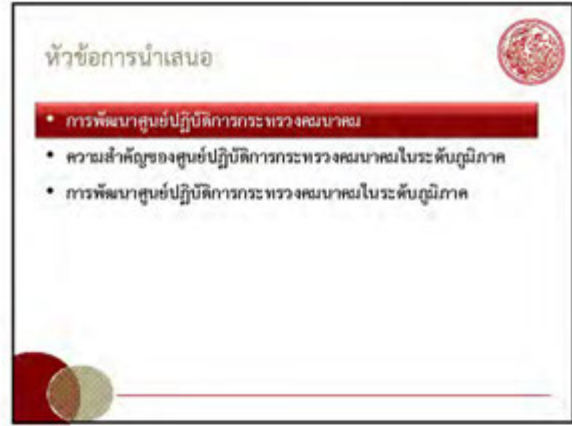 หัวข้อการนำเสนอ
• การพัฒนาศูนย์ปฏิบัติการกระทรวงคมนาคม
• ความสำคัญของศูนย์ปฏิบัติการกระทรวงคมนาคมในระดับภูมิภาค
• การพัฒนาศูนย์ปฏิบัติการกระทรวงคมนาคมในระดับภูมิภาค